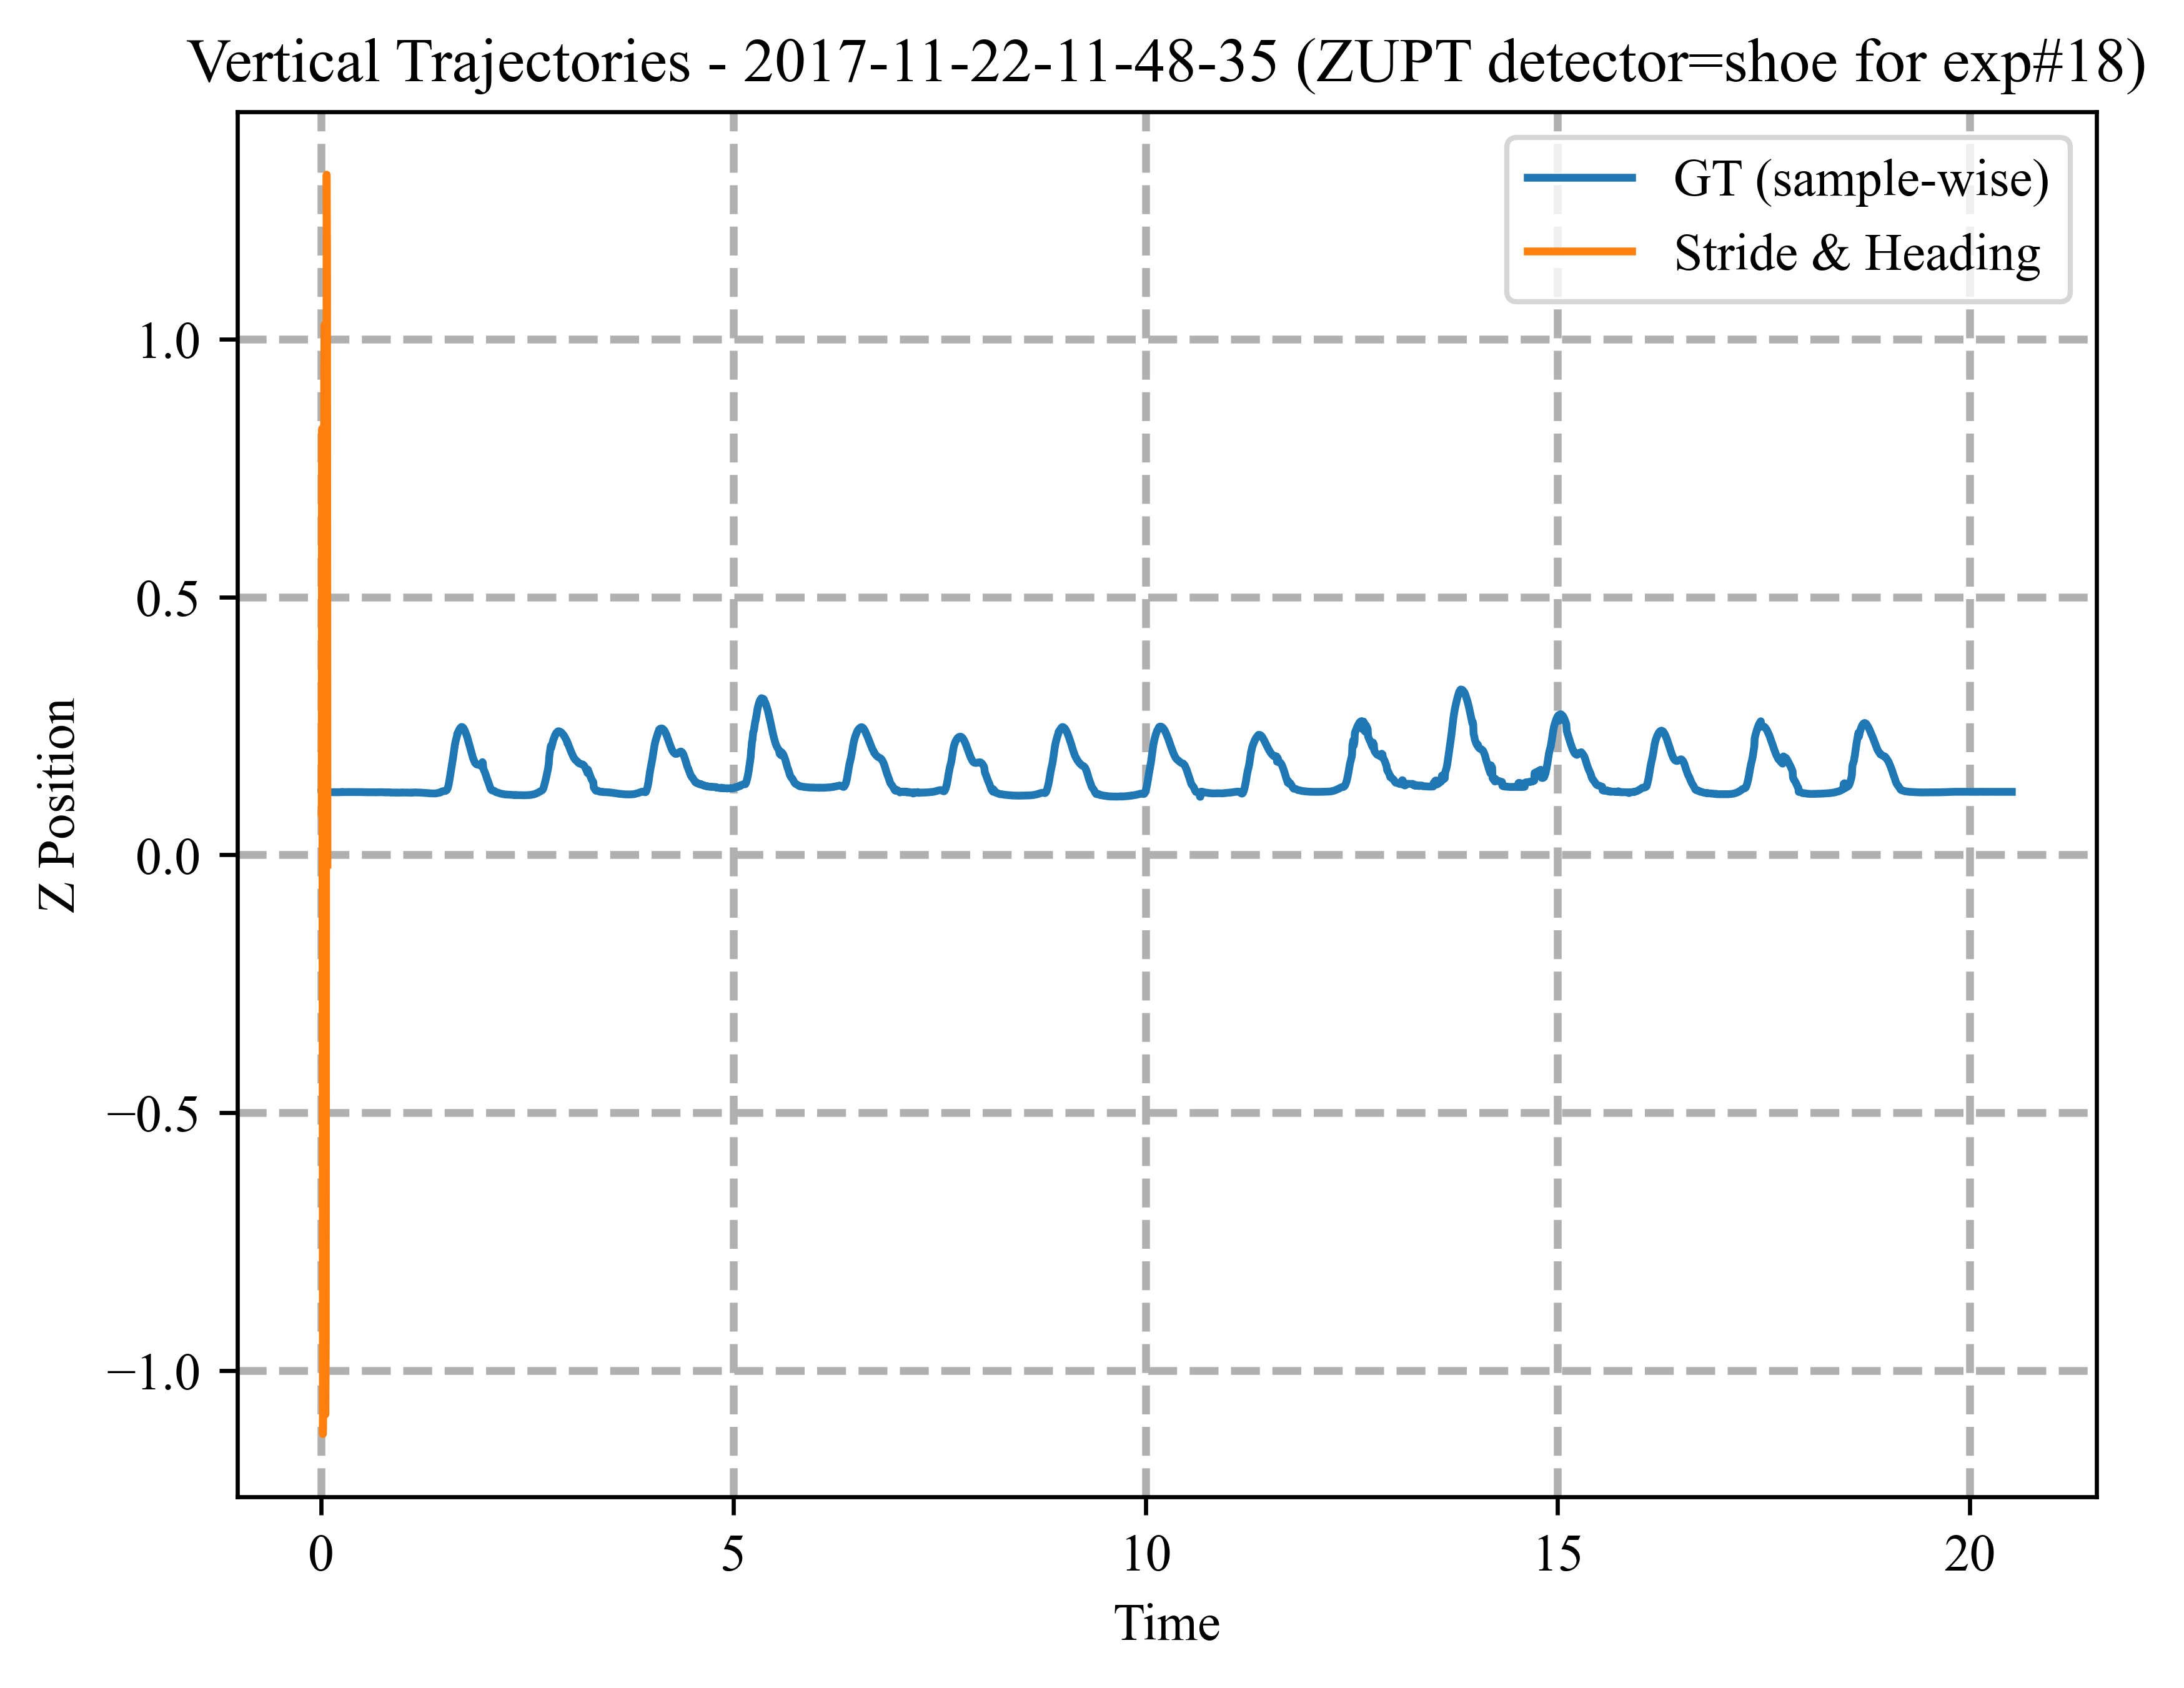 Vertical Trajectories - 2017-11-22-11-48-35 (ZUPT detector=shoe for exp#18)
GT (sample-wise)
Stride & Heading
1.0
0.5
0.0
−0.5
−1.0
Z Position
0 5 10 15 20
Time